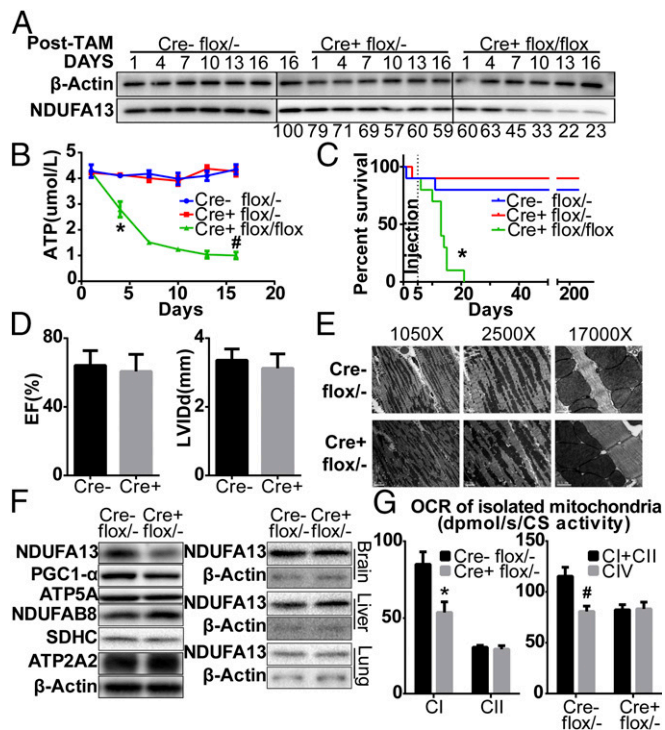 A
Post-TAM Cre- flox/- Cre+ flox/- Cre+ flox/flox
DAYS 1 4 7 10 13 16 16 1 4 7 10 13 16 1 4 7 10 13 16
β-Actin
NDUFA13
100 79 71 69 57 60 59 60 63 45 33 22 23
B
ATP(umol/L)
6
5
4
3
2
1
0
Cre- flox/-
Cre+ flox/-
Cre+ flox/flox
*
#
0 5 10 15 20
Days
C
Percent survival
100
50
0
Injection
Cre- flox/-
Cre+ flox/-
Cre+ flox/flox
*
0 5 20 50 200
Days
D
EF(%)
80
40
0
Cre- Cre+
LVIDd(mm)
4
2
0
Cre- Cre+
E
1050X 2500X 17000X
Cre-
flox/-
Cre+
flox/-
F
Cre- Cre+
flox/- flox/-
NDUFA13
PGC1-α
ATP5A
NDUFAB8
SDHC
ATP2A2
β-Actin
Cre- Cre+
flox/- flox/-
NDUFA13
β-Actin
Brain
NDUFA13
β-Actin
Liver
NDUFA13
β-Actin
Lung
G
OCR of isolated mitochondria
(dpmol/s/CS activity)
100
50
0
Cre- flox/-
Cre+ flox/-
*
CI CII
150
100
50
0
CI+CII
CIV
#
Cre- Cre+
flox/- flox/-